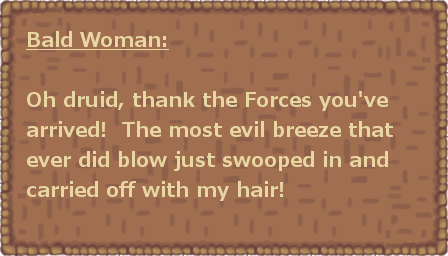 Bald Woman:
Oh druid, thank the Forces you've
arrived!  The most evil breeze that
ever did blow just swooped in and
carried off with my hair!